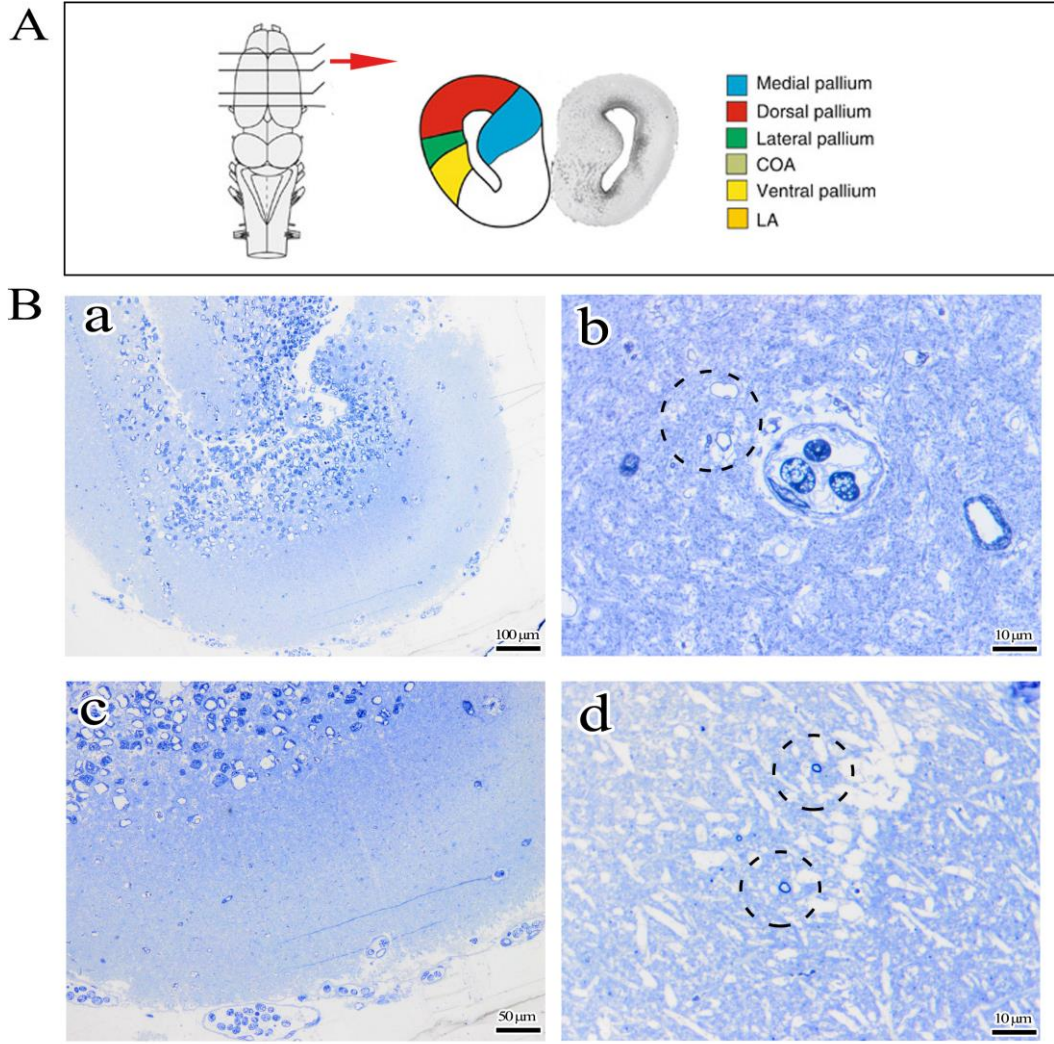 A
Medial pallium
Dorsal pallium
Lateral pallium
COA
Ventral pallium
LA
B
a
100 μm
b
10 μm
c
50 μm
d
10 μm